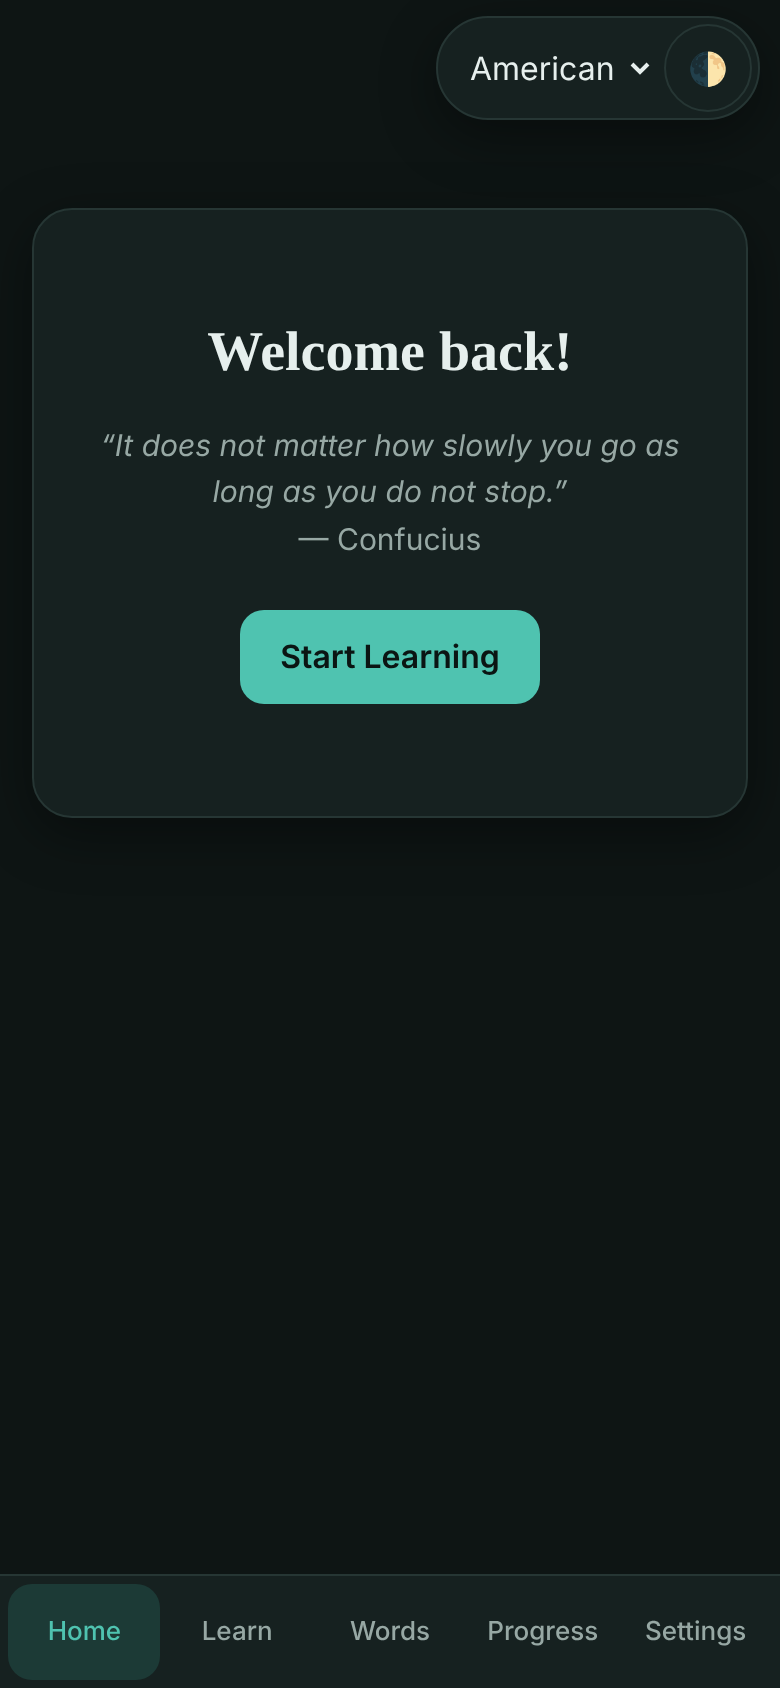 American
Welcome back!
“It does not matter how slowly you go as
long as you do not stop.”
— Confucius
Start Learning
Home Learn Words Progress Settings